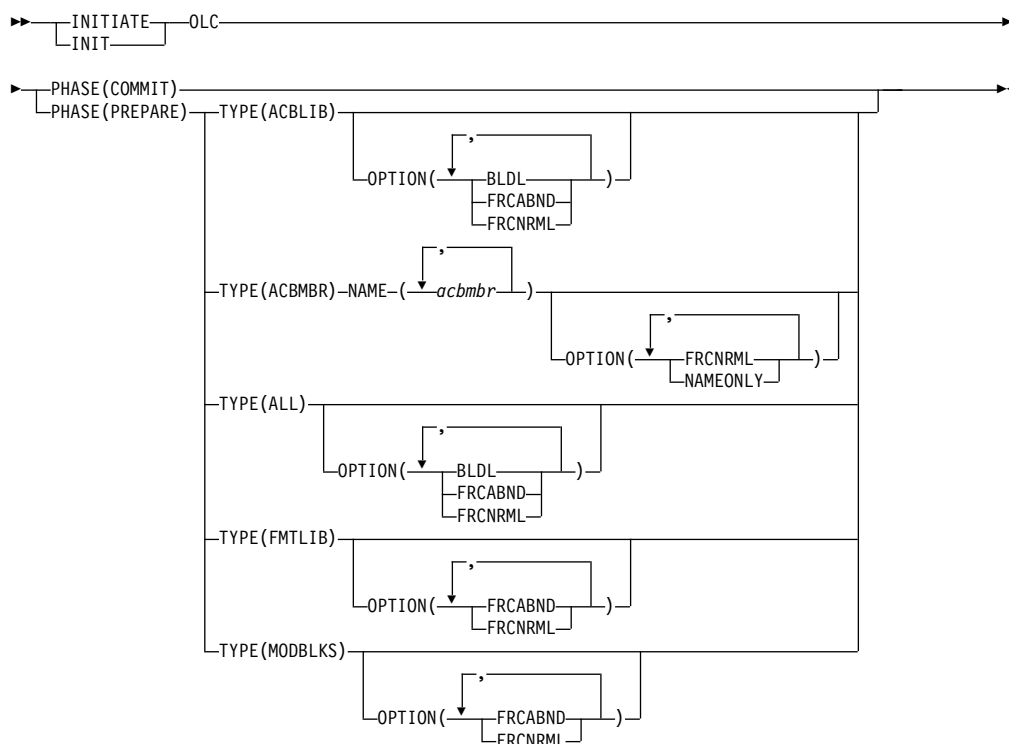 INITIATE OLC
INIT
PHASE(COMMIT)
PHASE(PREPARE) TYPE(ACBLIB)
,
OPTION( BLDL )
FRCABND
FRCNRML
,
TYPE(ACBMBR) NAME ( acbmbr )
,
OPTION( FRCNRML )
NAMEONLY
TYPE(ALL)
,
OPTION( BLDL )
FRCABND
FRCNRML
TYPE(FMTLIB)
,
OPTION( FRCABND )
FRCNRML
TYPE(MODBLKS)
,
OPTION( FRCABND )
FRCNRML